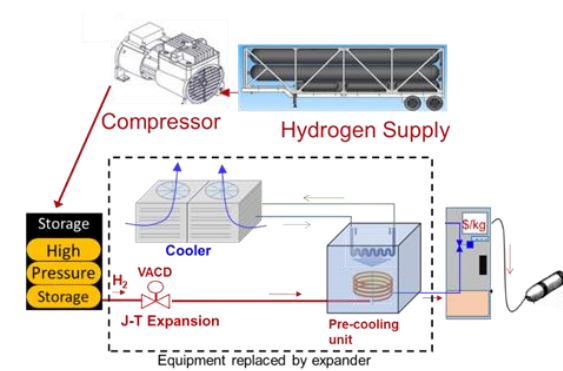 Compressor
Hydrogen Supply
Storage
High
Pressure
Storage
Cooler
H2
VACD
J-T Expansion
Pre-cooling
unit
$/kg
Equipment replaced by expander